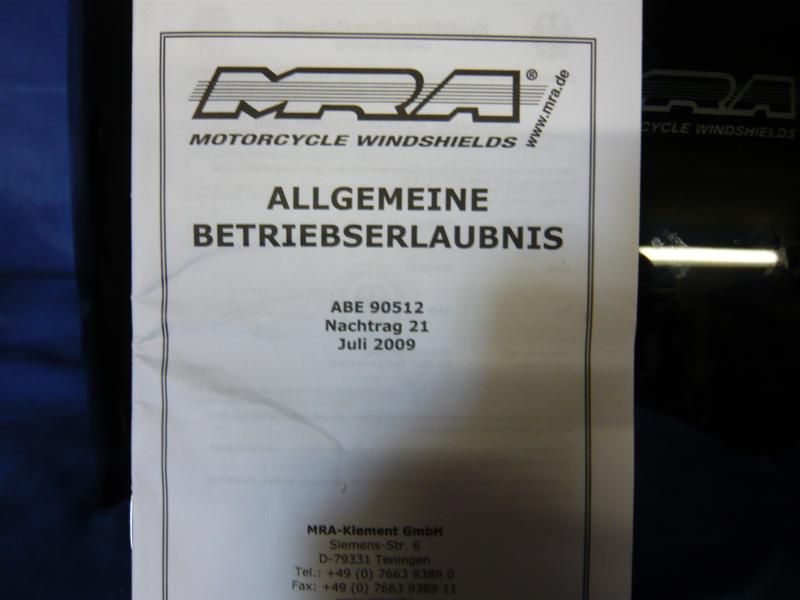 MRA®
www.mra.de
MOTORCYCLE WINDSHIELDS
ALLGEMEINE
BETRIEBSERLAUBNIS
ABE 90512
Nachtrag 21
Juli 2009
MRA-Klement GmbH
Siemens-Str. 6
D-79331 Teningen
Tel.: +49 (0) 7663 9389 0
Fax: +49 (0) 7663 9389 11
RA
CYCLE WINDSHIELDS